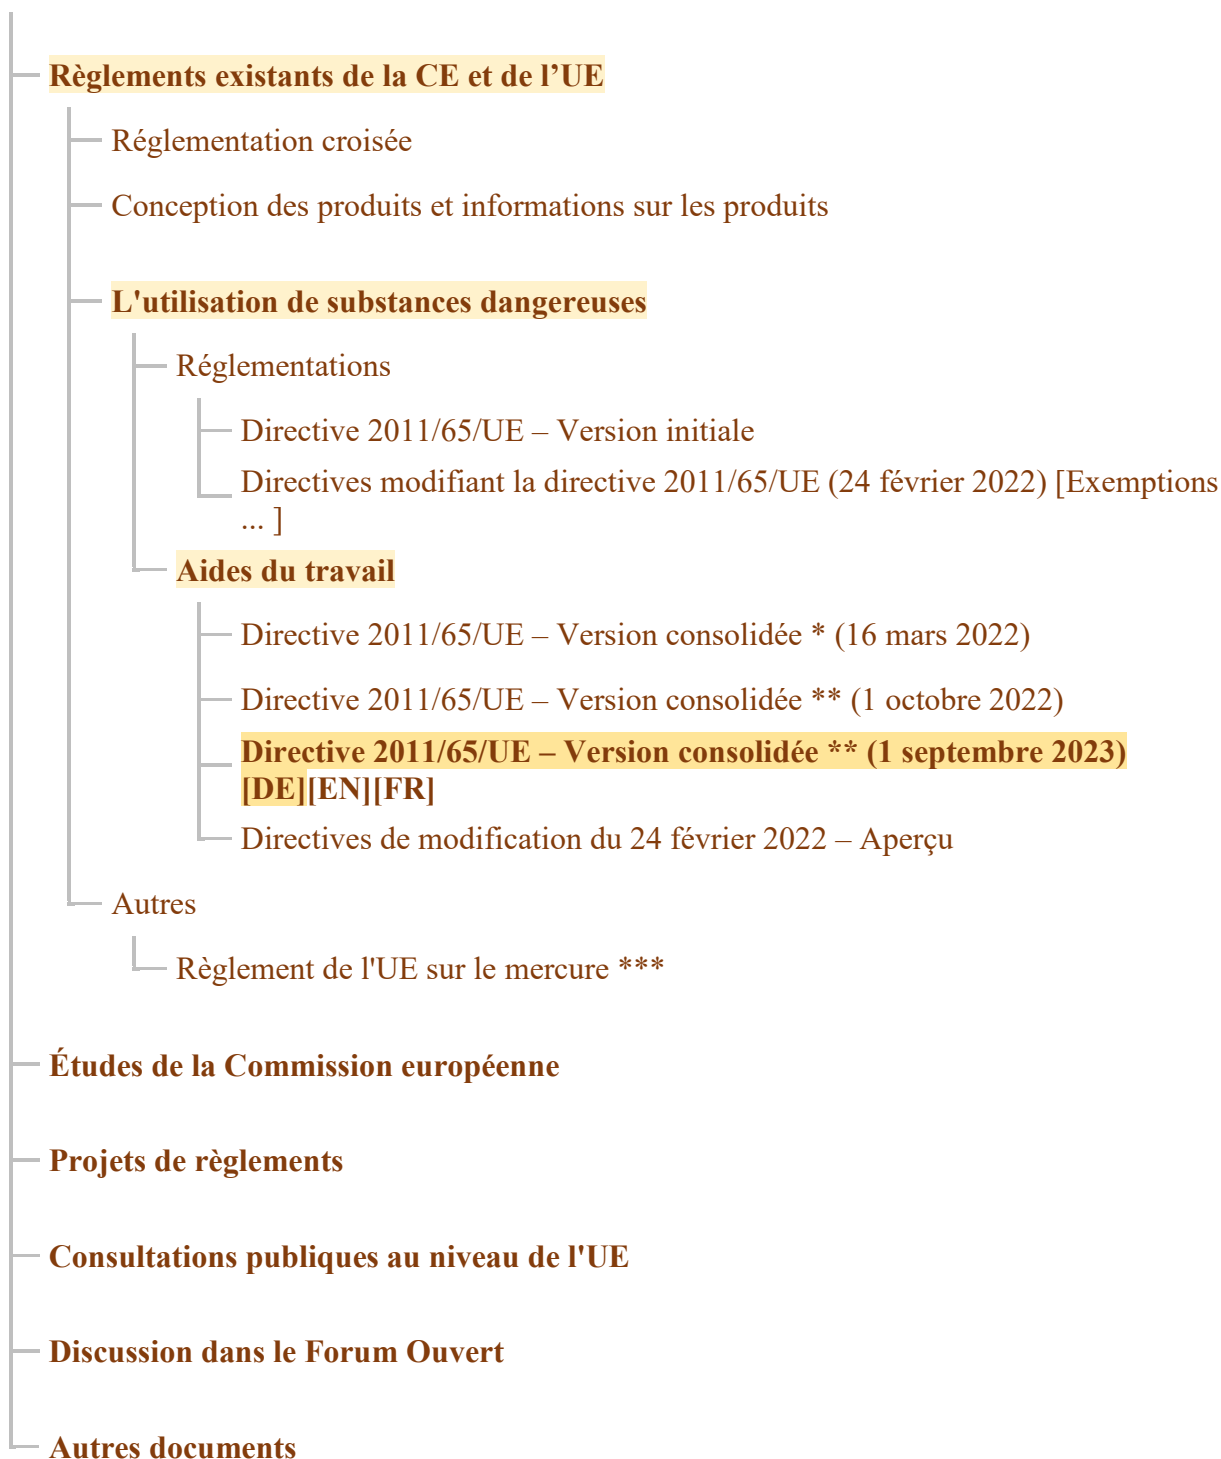 Règlements existants de la CE et de l’UE
Réglementation croisée
Conception des produits et informations sur les produits
L'utilisation de substances dangereuses
Réglementations
Directive 2011/65/UE – Version initiale
Directives modifiant la directive 2011/65/UE (24 février 2022) [Exemptions
... ]
Aides du travail
Directive 2011/65/UE – Version consolidée * (16 mars 2022)
Directive 2011/65/UE – Version consolidée ** (1 octobre 2022)
Directive 2011/65/UE – Version consolidée ** (1 septembre 2023)
[DE][EN][FR]
Directives de modification du 24 février 2022 – Aperçu
Autres
Règlement de l'UE sur le mercure ***
Études de la Commission européenne
Projets de règlements
Consultations publiques au niveau de l'UE
Discussion dans le Forum Ouvert
Autres documents